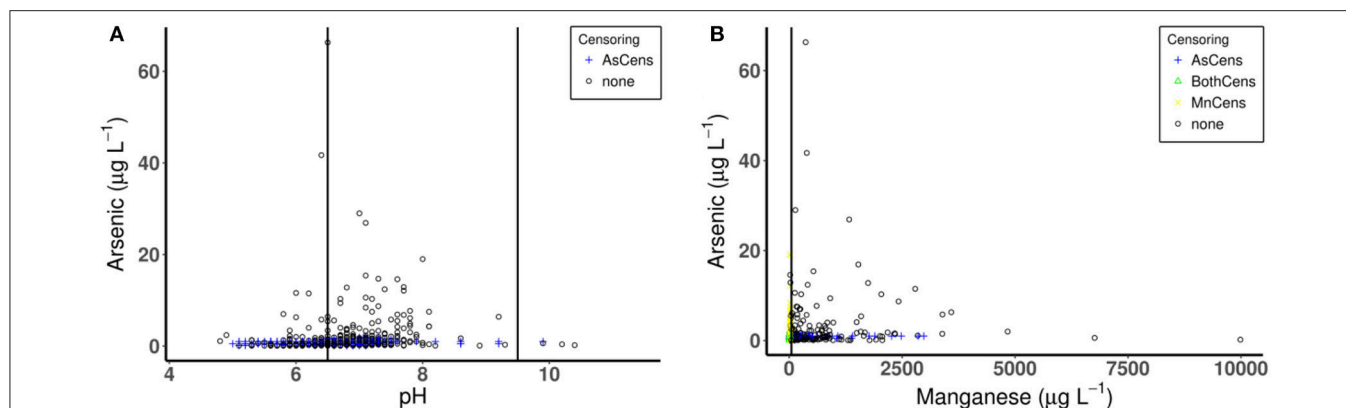 A
Arsenic (µg L⁻¹)
60
40
20
0
4 6 8 10
pH
Censoring
AsCens
none
B
Arsenic (µg L⁻¹)
60
40
20
0
0 2500 5000 7500 10000
Manganese (µg L⁻¹)
Censoring
AsCens
BothCens
MnCens
none